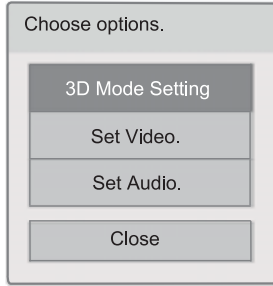 Choose options.
3D Mode Setting
Set Video.
Set Audio.
Close